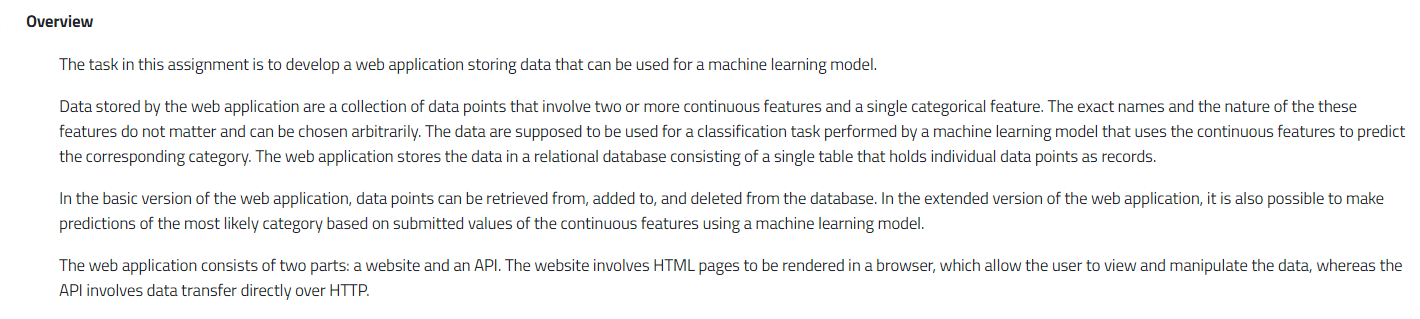 Overview
The task in this assignment is to develop a web application storing data that can be used for a machine learning model.
Data stored by the web application are a collection of data points that involve two or more continuous features and a single categorical feature. The exact names and the nature of the these
features do not matter and can be chosen arbitrarily. The data are supposed to be used for a classification task performed by a machine learning model that uses the continuous features to predict
the corresponding category. The web application stores the data in a relational database consisting of a single table that holds individual data points as records.
In the basic version of the web application, data points can be retrieved from, added to, and deleted from the database. In the extended version of the web application, it is also possible to make
predictions of the most likely category based on submitted values of the continuous features using a machine learning model.
The web application consists of two parts: a website and an API. The website involves HTML pages to be rendered in a browser, which allow the user to view and manipulate the data, whereas the
API involves data transfer directly over HTTP.